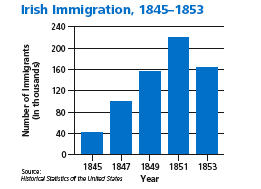 Irish Immigration, 1845–1853
Number of Immigrants
(in thousands)
240
200
160
120
80
40
0
1845 1847 1849 1851 1853
Year
Source:
Historical Statistics of the United States